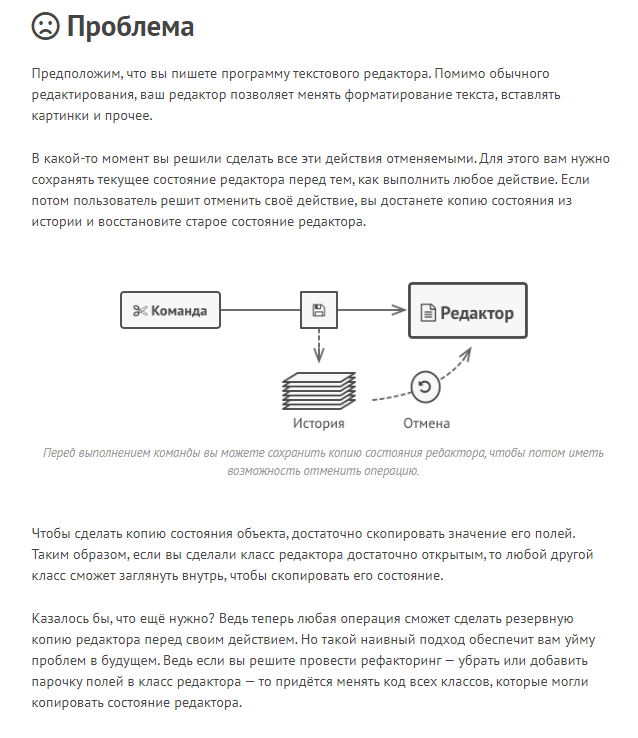 Проблема
Предположим, что вы пишете программу текстового редактора. Помимо обычного
редактирования, ваш редактор позволяет менять форматирование текста, вставлять
картинки и прочее.
В какой-то момент вы решили сделать все эти действия отменяемыми. Для этого вам нужно
сохранять текущее состояние редактора перед тем, как выполнить любое действие. Если
потом пользователь решит отменить своё действие, вы достанете копию состояния из
истории и восстановите старое состояние редактора.
Команда
Редактор
История
Отмена
Перед выполнением команды вы можете сохранить копию состояния редактора, чтобы потом иметь
возможность отменить операцию.
Чтобы сделать копию состояния объекта, достаточно скопировать значение его полей.
Таким образом, если вы сделали класс редактора достаточно открытым, то любой другой
класс сможет заглянуть внутрь, чтобы скопировать его состояние.
Казалось бы, что ещё нужно? Ведь теперь любая операция сможет сделать резервную
копию редактора перед своим действием. Но такой наивный подход обеспечит вам уйму
проблем в будущем. Ведь если вы решите провести рефакторинг — убрать или добавить
парочку полей в класс редактора — то придётся менять код всех классов, которые могли
копировать состояние редактора.